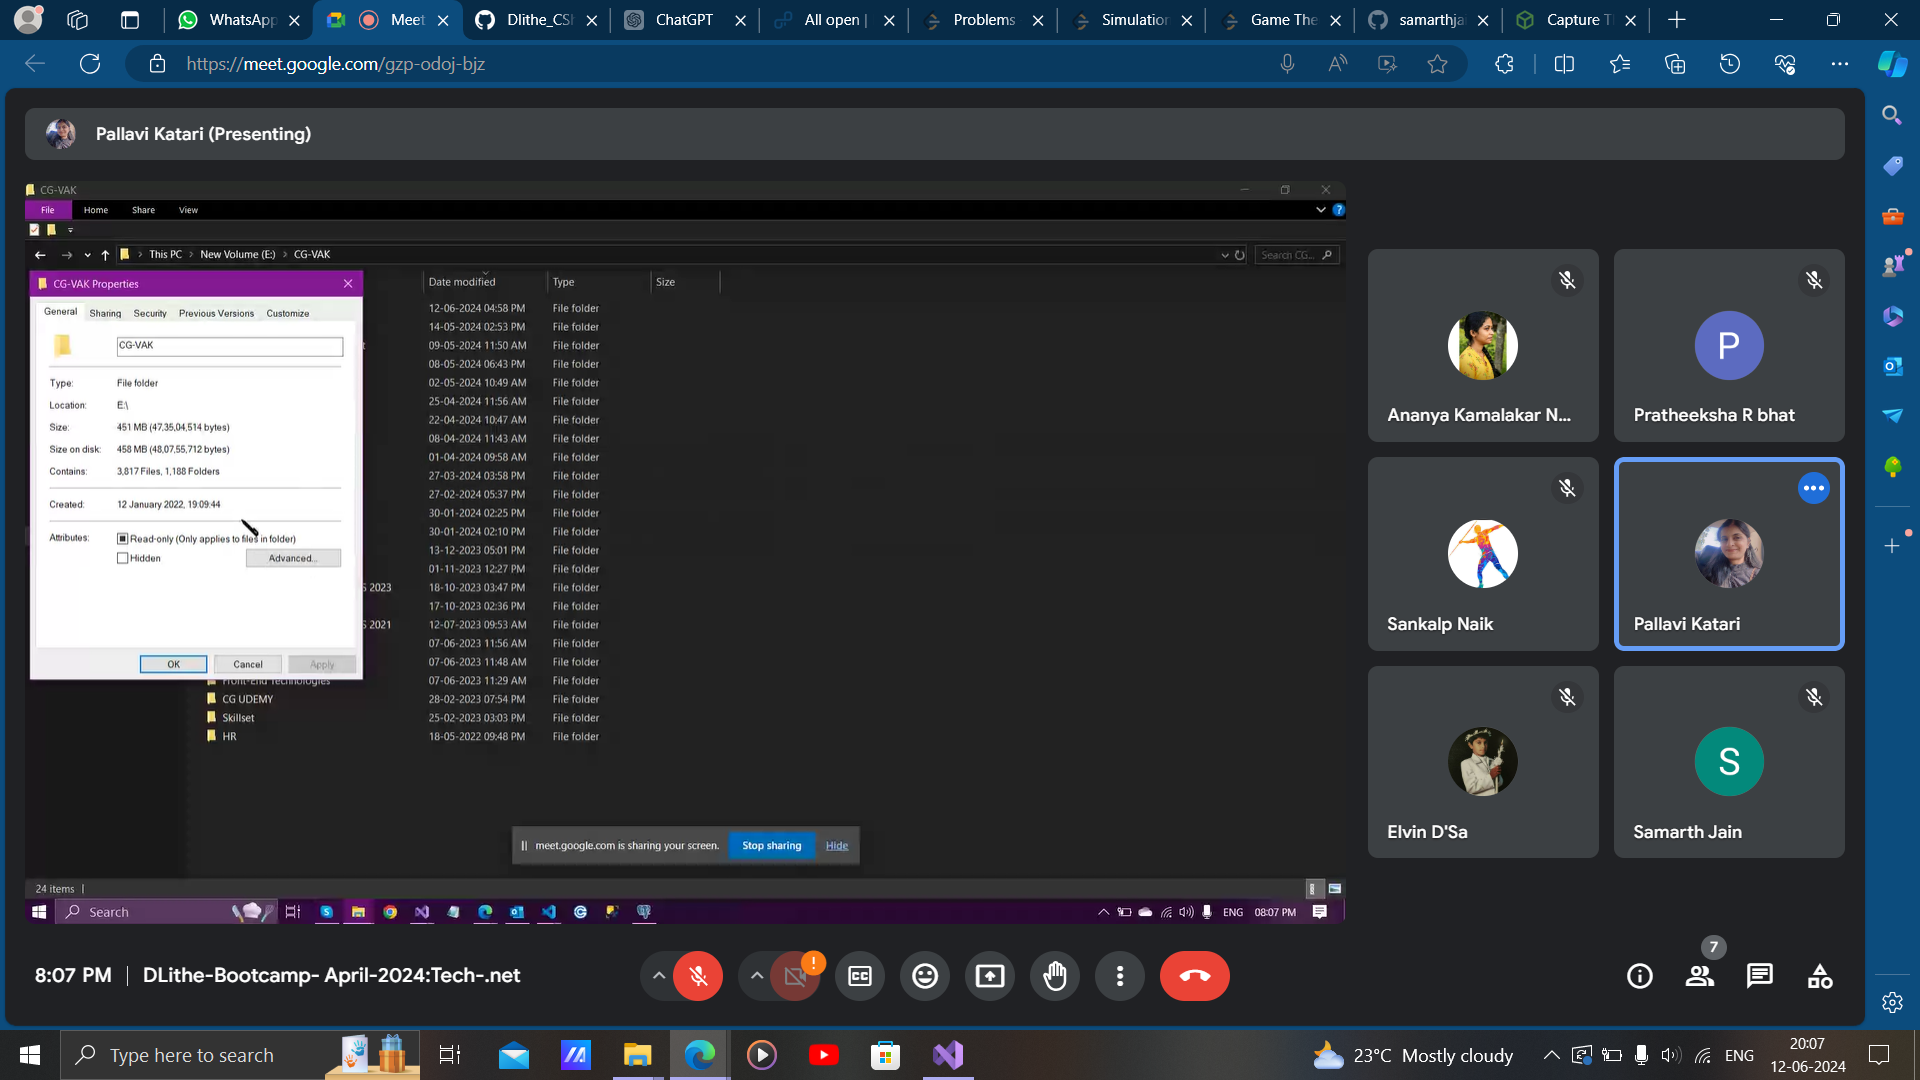 WhatsApp
Meet
Dlithe_CS
ChatGPT
All open |
Problems
Simulation
Game The
samarthja
Capture T
https://meet.google.com/gzp-odoj-bjz
Pallavi Katari (Presenting)
CG-VAK
File Home Share View
This PC > New Volume (E:) > CG-VAK
Search CG...
CG-VAK Properties
General Sharing Security Previous Versions Customize
CG-VAK
Type: File folder
Location: E:\
Size: 451 MB (47,35,04,514 bytes)
Size on disk: 458 MB (48,07,55,712 bytes)
Contains: 3,817 Files, 1,188 Folders
Created: 12 January 2022, 19:09:44
Attributes: Read-only (Only applies to files in folder)
Hidden Advanced...
OK Cancel Apply
Date modified Type Size
12-06-2024 04:58 PM File folder
14-05-2024 02:53 PM File folder
09-05-2024 11:50 AM File folder
08-05-2024 06:43 PM File folder
02-05-2024 10:49 AM File folder
25-04-2024 11:56 AM File folder
22-04-2024 10:47 AM File folder
08-04-2024 11:43 AM File folder
01-04-2024 09:58 AM File folder
27-03-2024 03:58 PM File folder
27-02-2024 05:37 PM File folder
30-01-2024 02:25 PM File folder
30-01-2024 02:10 PM File folder
13-12-2023 05:01 PM File folder
01-11-2023 12:27 PM File folder
S 2023 18-10-2023 03:47 PM File folder
17-10-2023 02:36 PM File folder
S 2021 12-07-2023 09:53 AM File folder
07-06-2023 11:56 AM File folder
07-06-2023 11:48 AM File folder
Front-End Technologies 07-06-2023 11:29 AM File folder
CG UDEMY 28-02-2023 07:54 PM File folder
Skillset 25-02-2023 03:03 PM File folder
HR 18-05-2022 09:48 PM File folder
meet.google.com is sharing your screen. Stop sharing Hide
24 items
Search
ENG 08:07 PM
Ananya Kamalakar N...
P
Pratheeksha R bhat
Sankalp Naik
Pallavi Katari
Elvin D'Sa
S
Samarth Jain
8:07 PM | DLithe-Bootcamp- April-2024:Tech-.net
7
Type here to search
23°C Mostly cloudy
ENG
20:07
12-06-2024